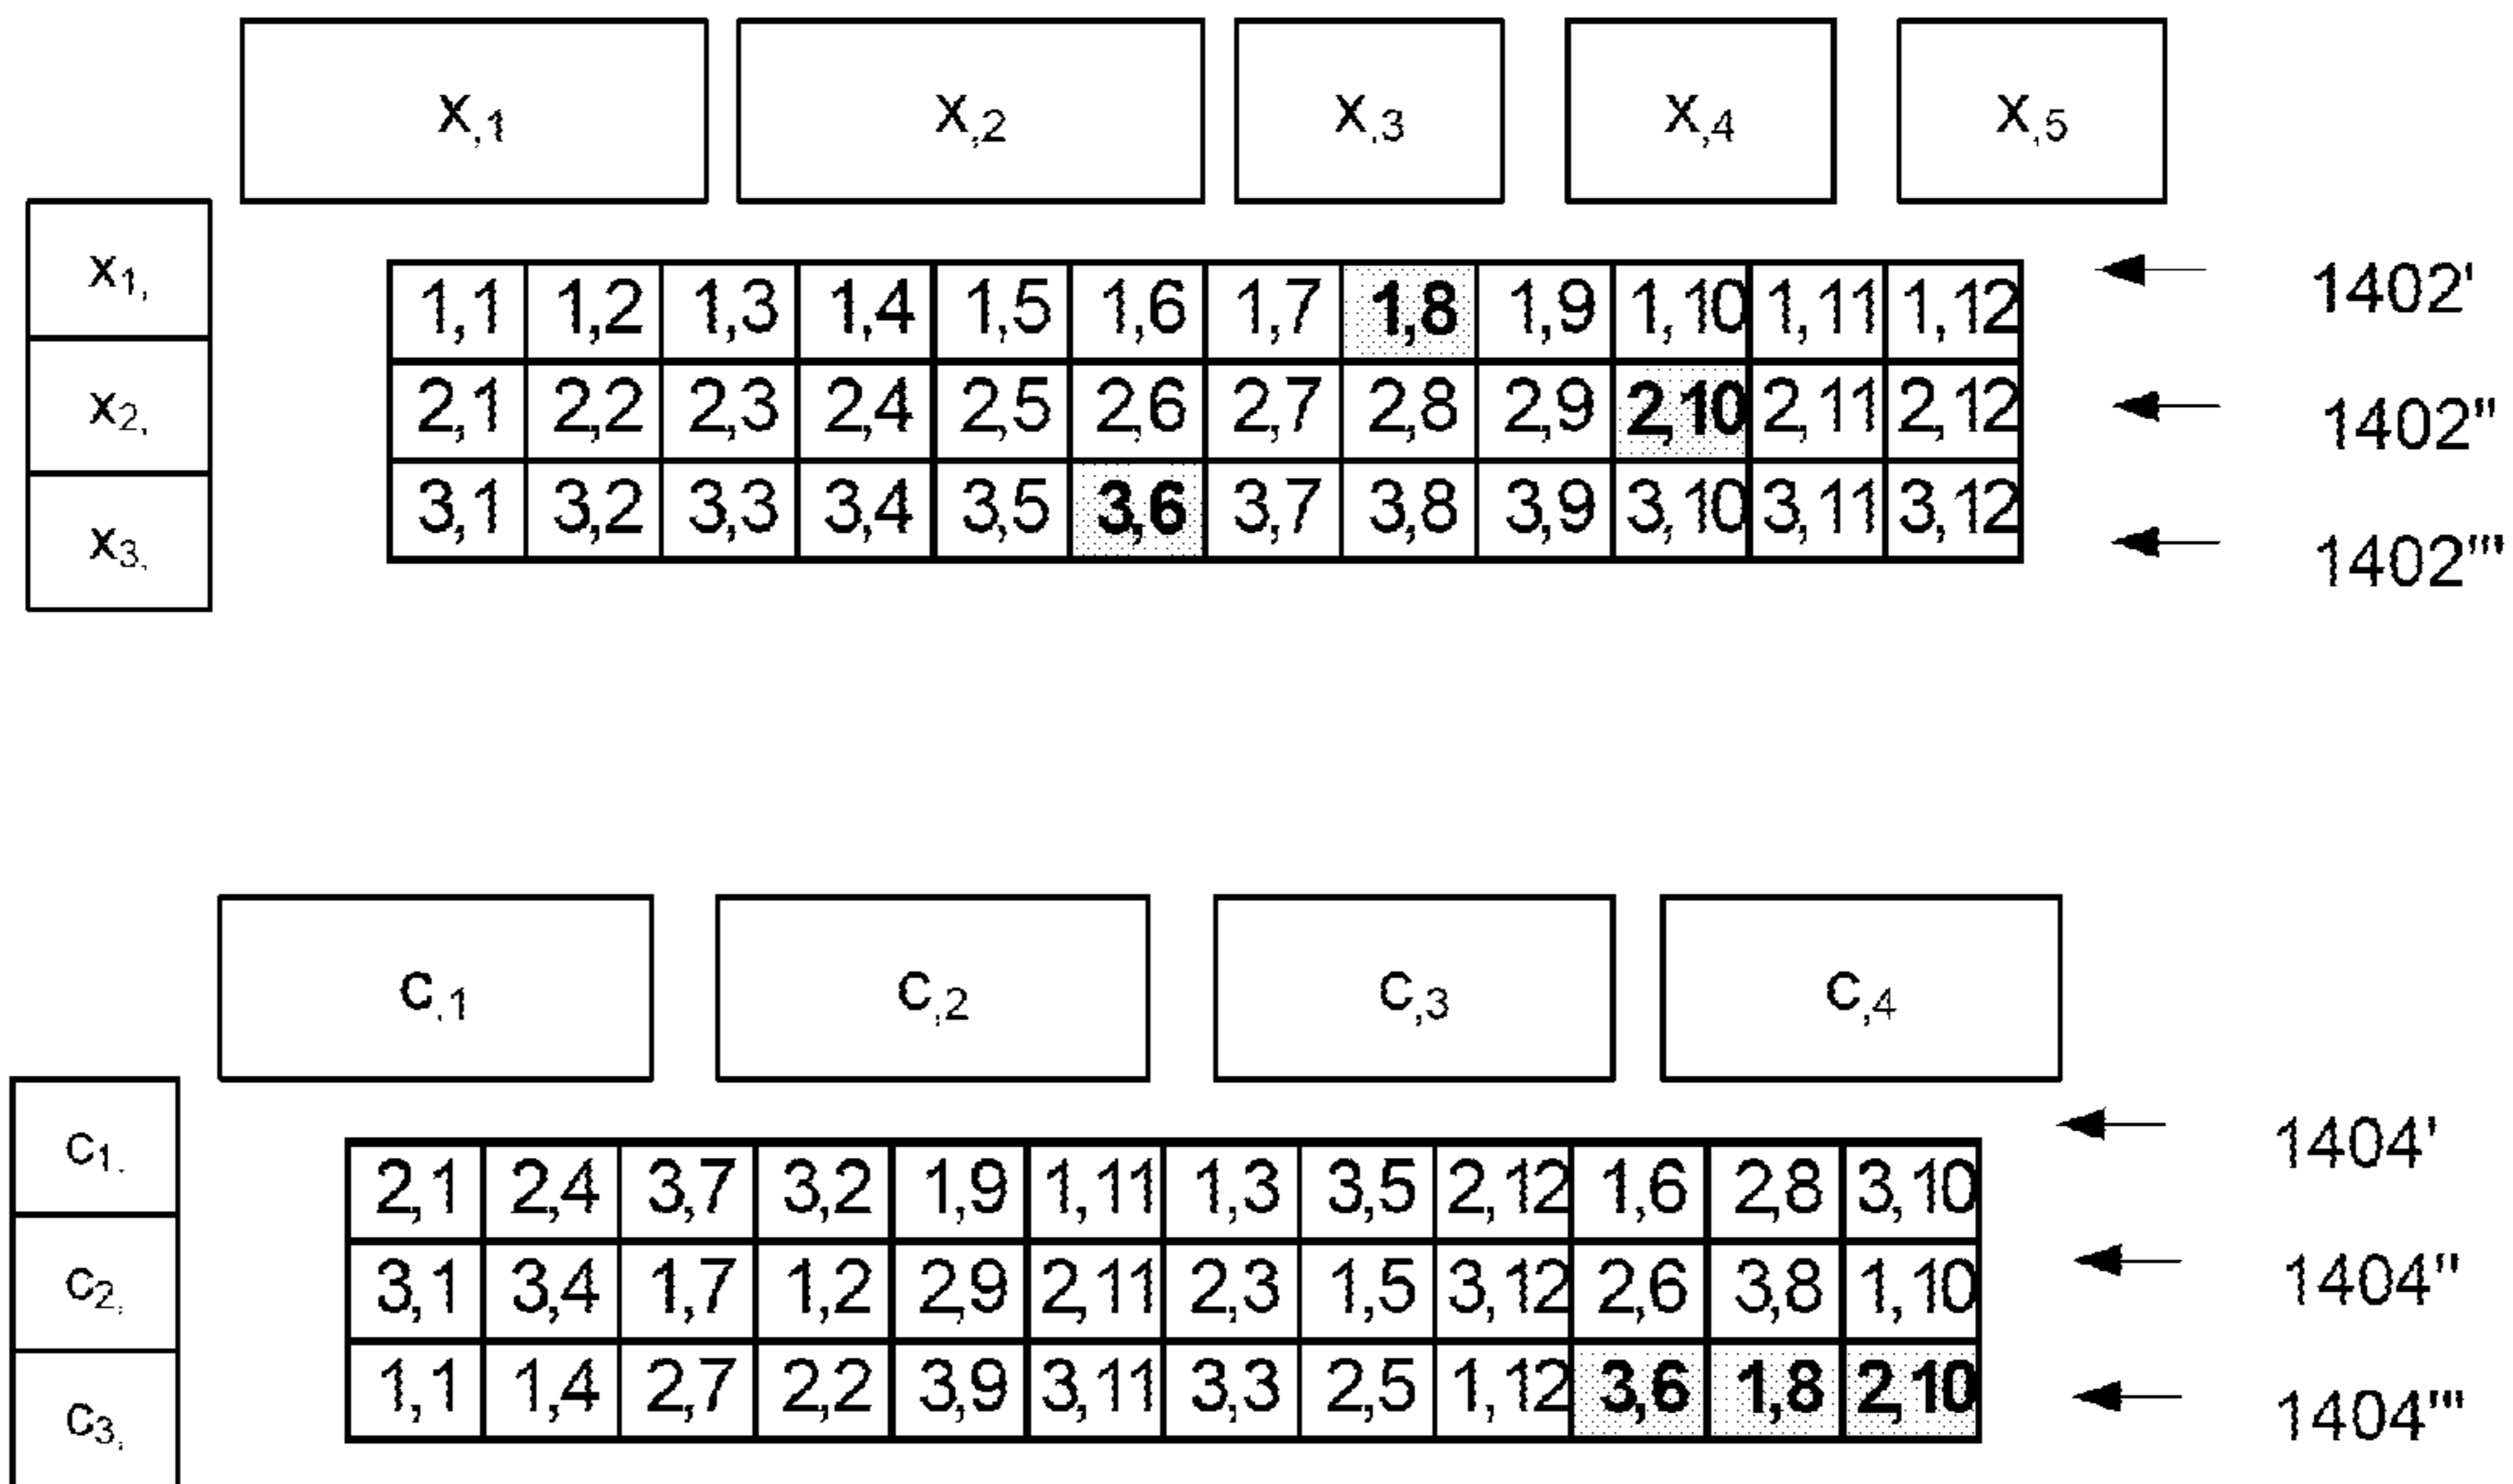 x,1 x,2 x,3 x,4 x,5
x1,
1,1 1,2 1,3 1,4 1,5 1,6 1,7 1,8 1,9 1,10 1,11 1,12 1402'
x2,
2,1 2,2 2,3 2,4 2,5 2,6 2,7 2,8 2,9 2,10 2,11 2,12 1402"
x3,
3,1 3,2 3,3 3,4 3,5 3,6 3,7 3,8 3,9 3,10 3,11 3,12 1402'"
c,1 c,2 c,3 c,4
c1,
2,1 2,4 3,7 3,2 1,9 1,11 1,3 3,5 2,12 1,6 2,8 3,10 1404'
c2,
3,1 3,4 1,7 1,2 2,9 2,11 2,3 1,5 3,12 2,6 3,8 1,10 1404"
c3,
1,1 1,4 2,7 2,2 3,9 3,11 3,3 2,5 1,12 3,6 1,8 2,10 1404'"